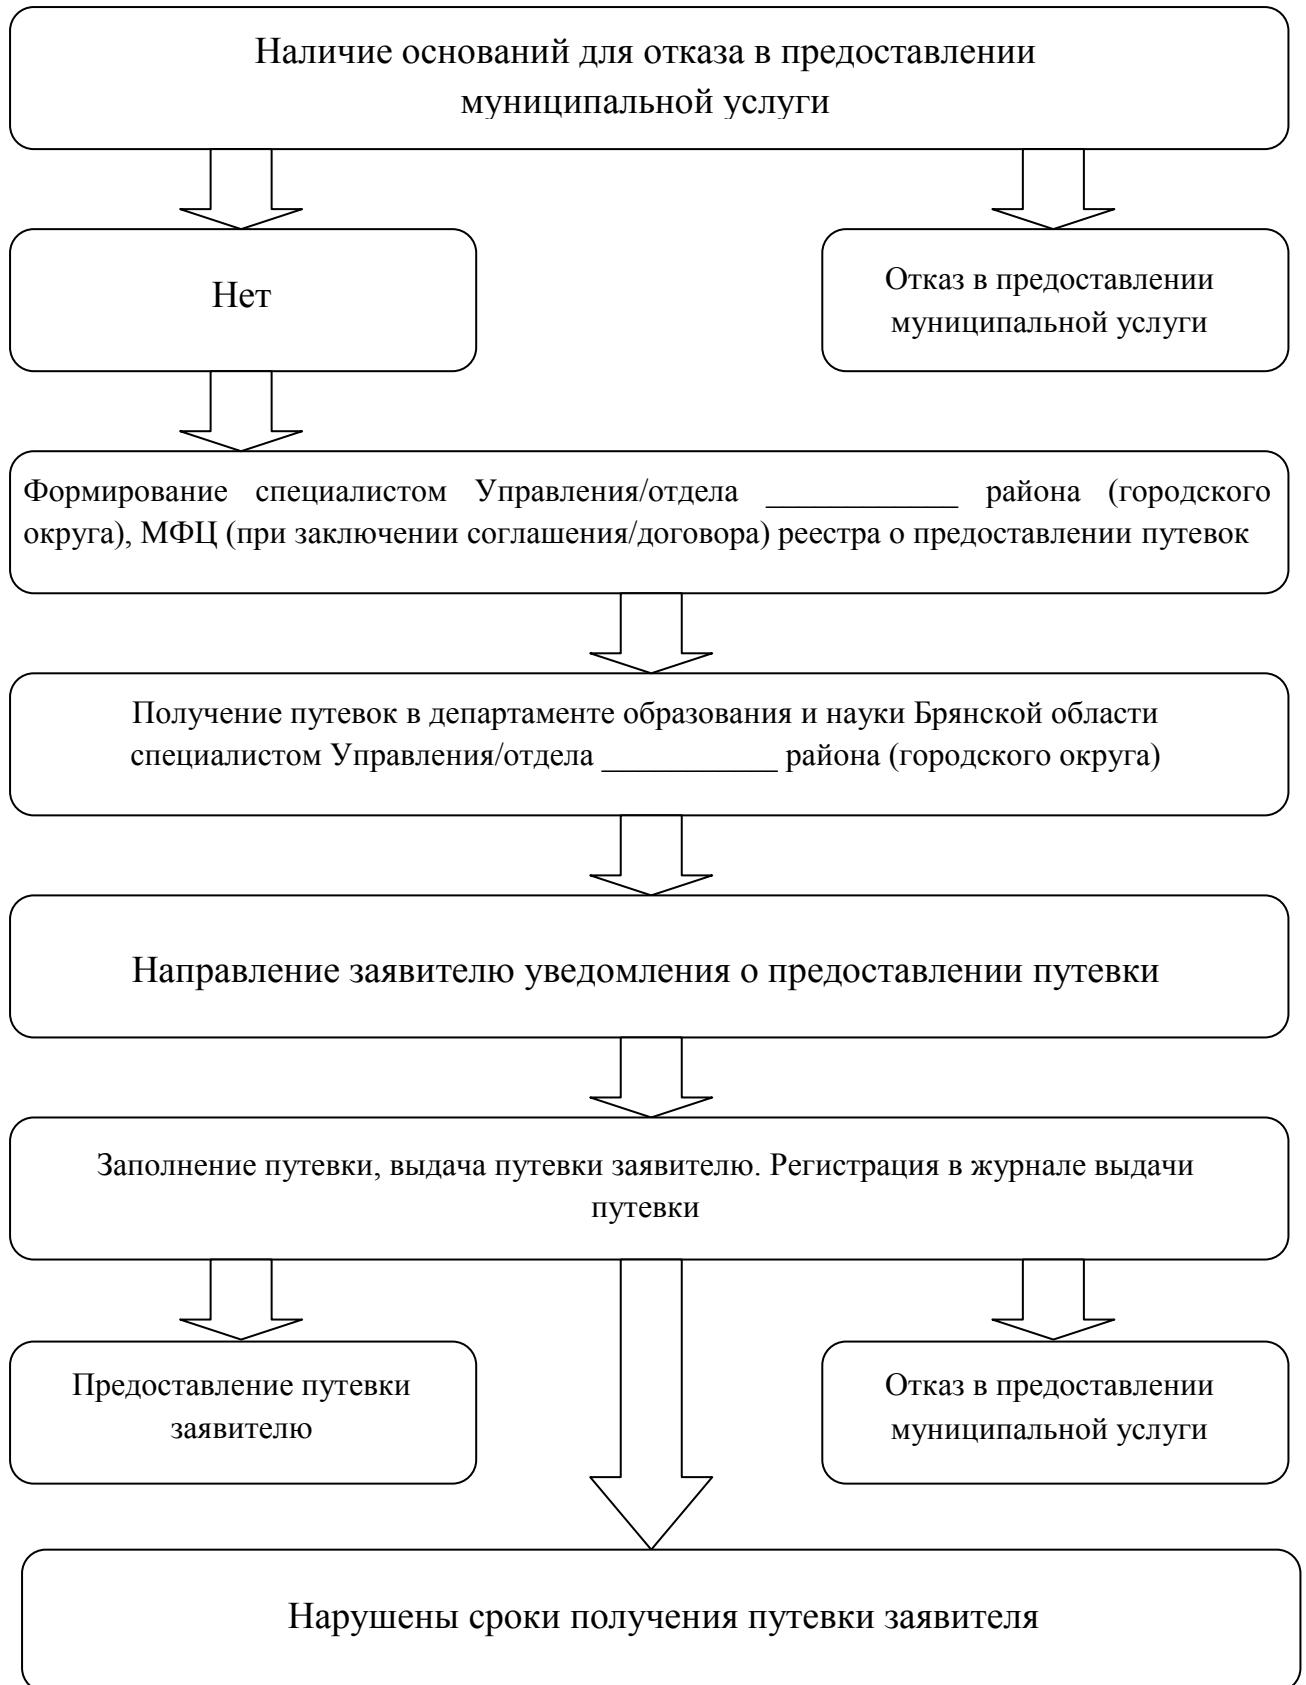 Наличие оснований для отказа в предоставлении
муниципальной услуги
Нет
Отказ в предоставлении
муниципальной услуги
Формирование специалистом Управления/отдела ____________ района (городского
округа), МФЦ (при заключении соглашения/договора) реестра о предоставлении путевок
Получение путевок в департаменте образования и науки Брянской области
специалистом Управления/отдела ___________ района (городского округа)
Направление заявителю уведомления о предоставлении путевки
Заполнение путевки, выдача путевки заявителю. Регистрация в журнале выдачи
путевки
Предоставление путевки
заявителю
Отказ в предоставлении
муниципальной услуги
Нарушены сроки получения путевки заявителя